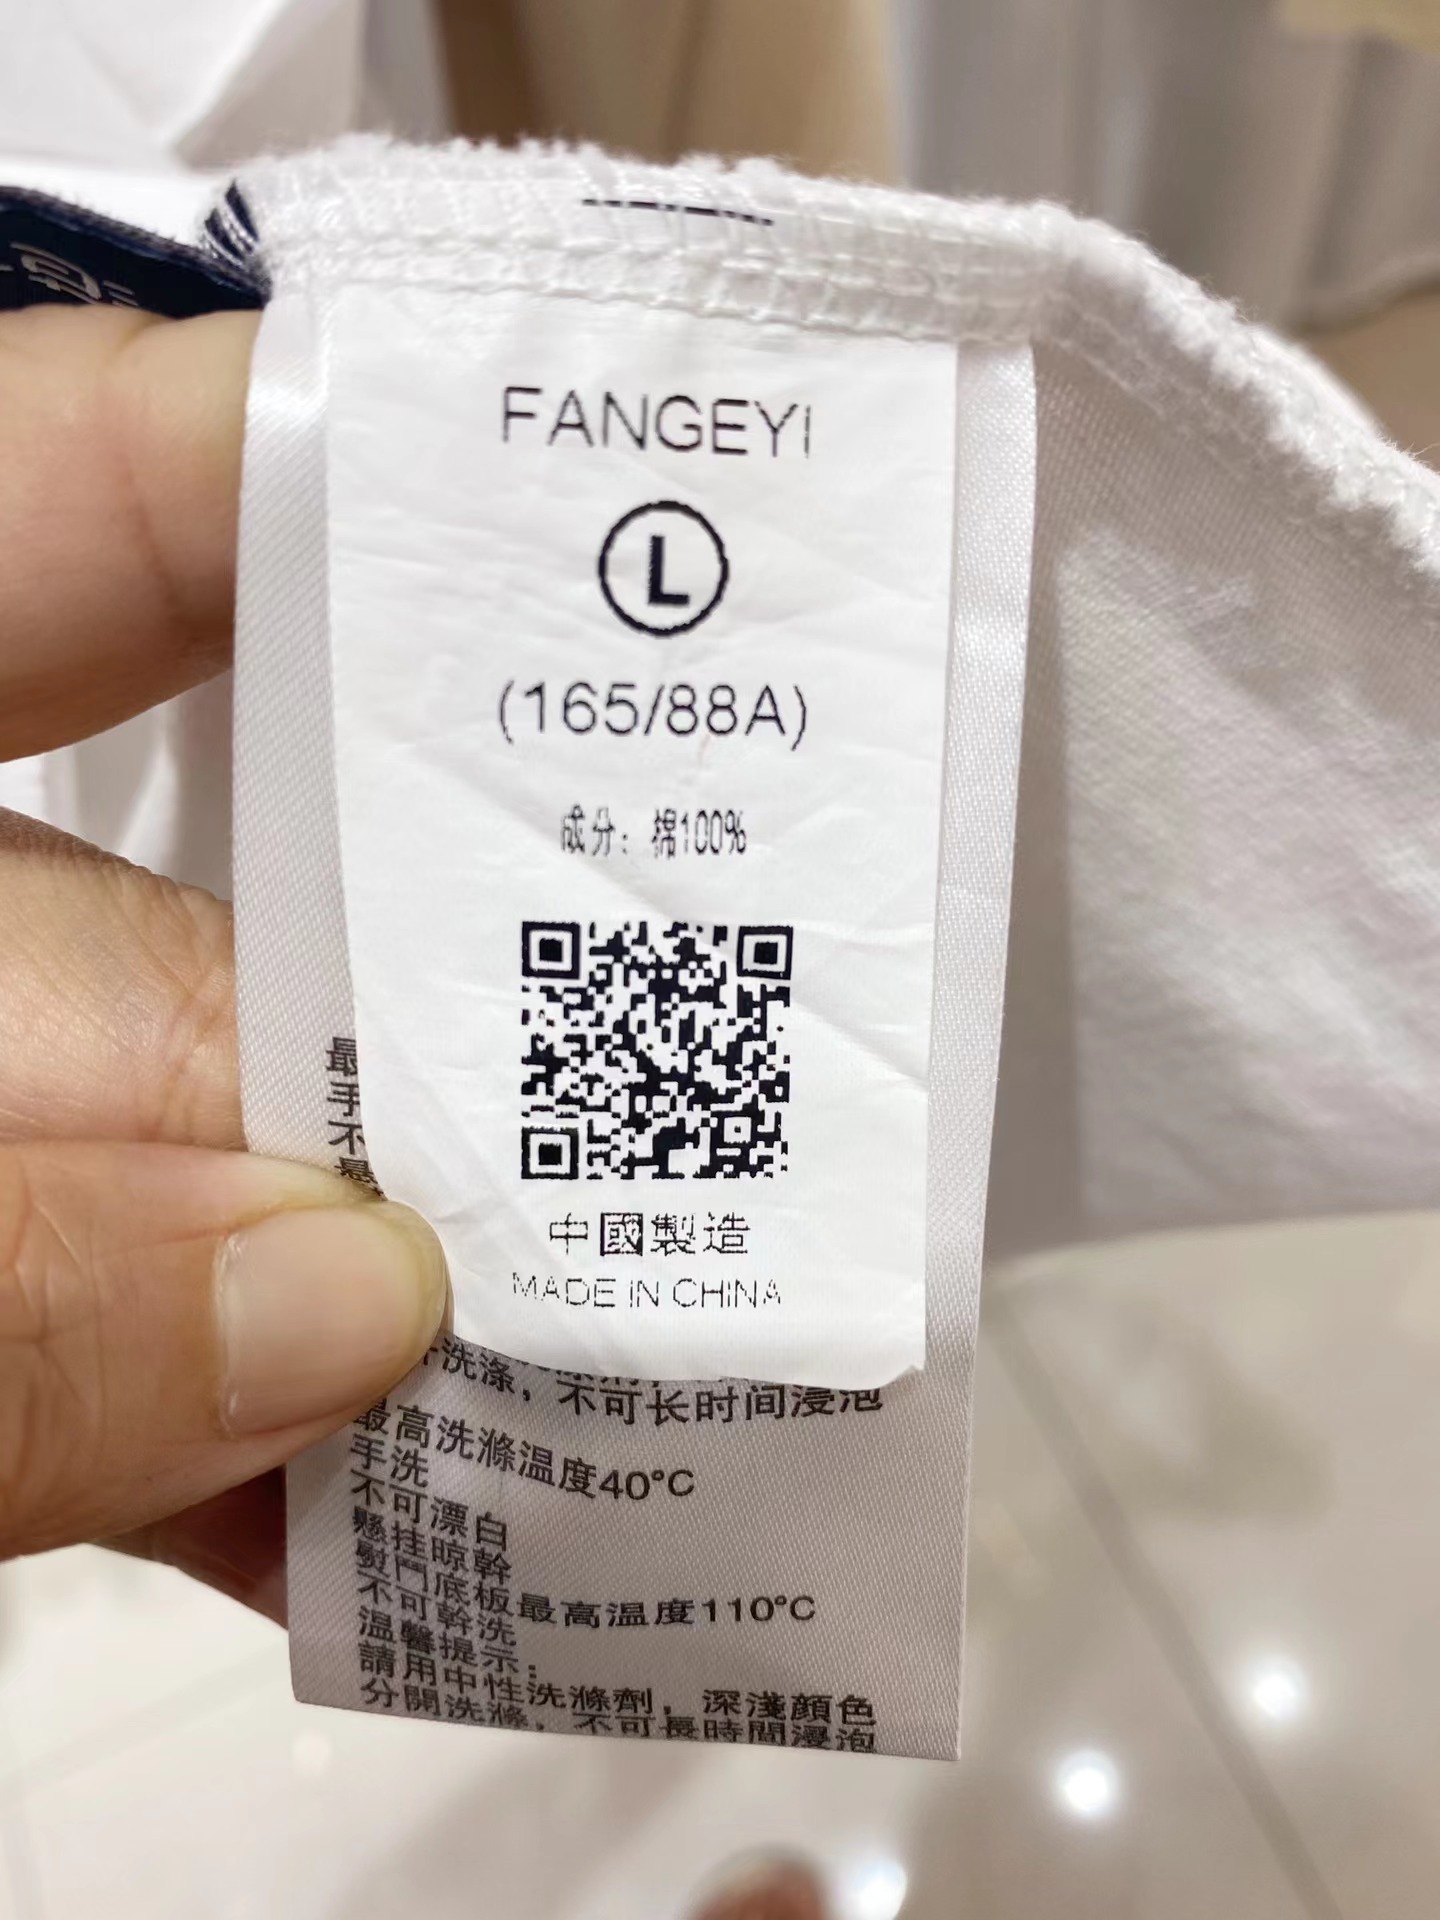 FANGEYI
L
(165/88A)
成分：棉100%
中國製造
MADE IN CHINA
最
手
不
洗涤，不可长时间浸泡
最高洗滌温度40°C
手洗
不可漂白
懸挂晾幹
熨鬥底板最高温度110°C
不可幹洗
温馨提示：
請用中性洗滌劑，深淺顔色
分開洗滌，不可長時間浸泡